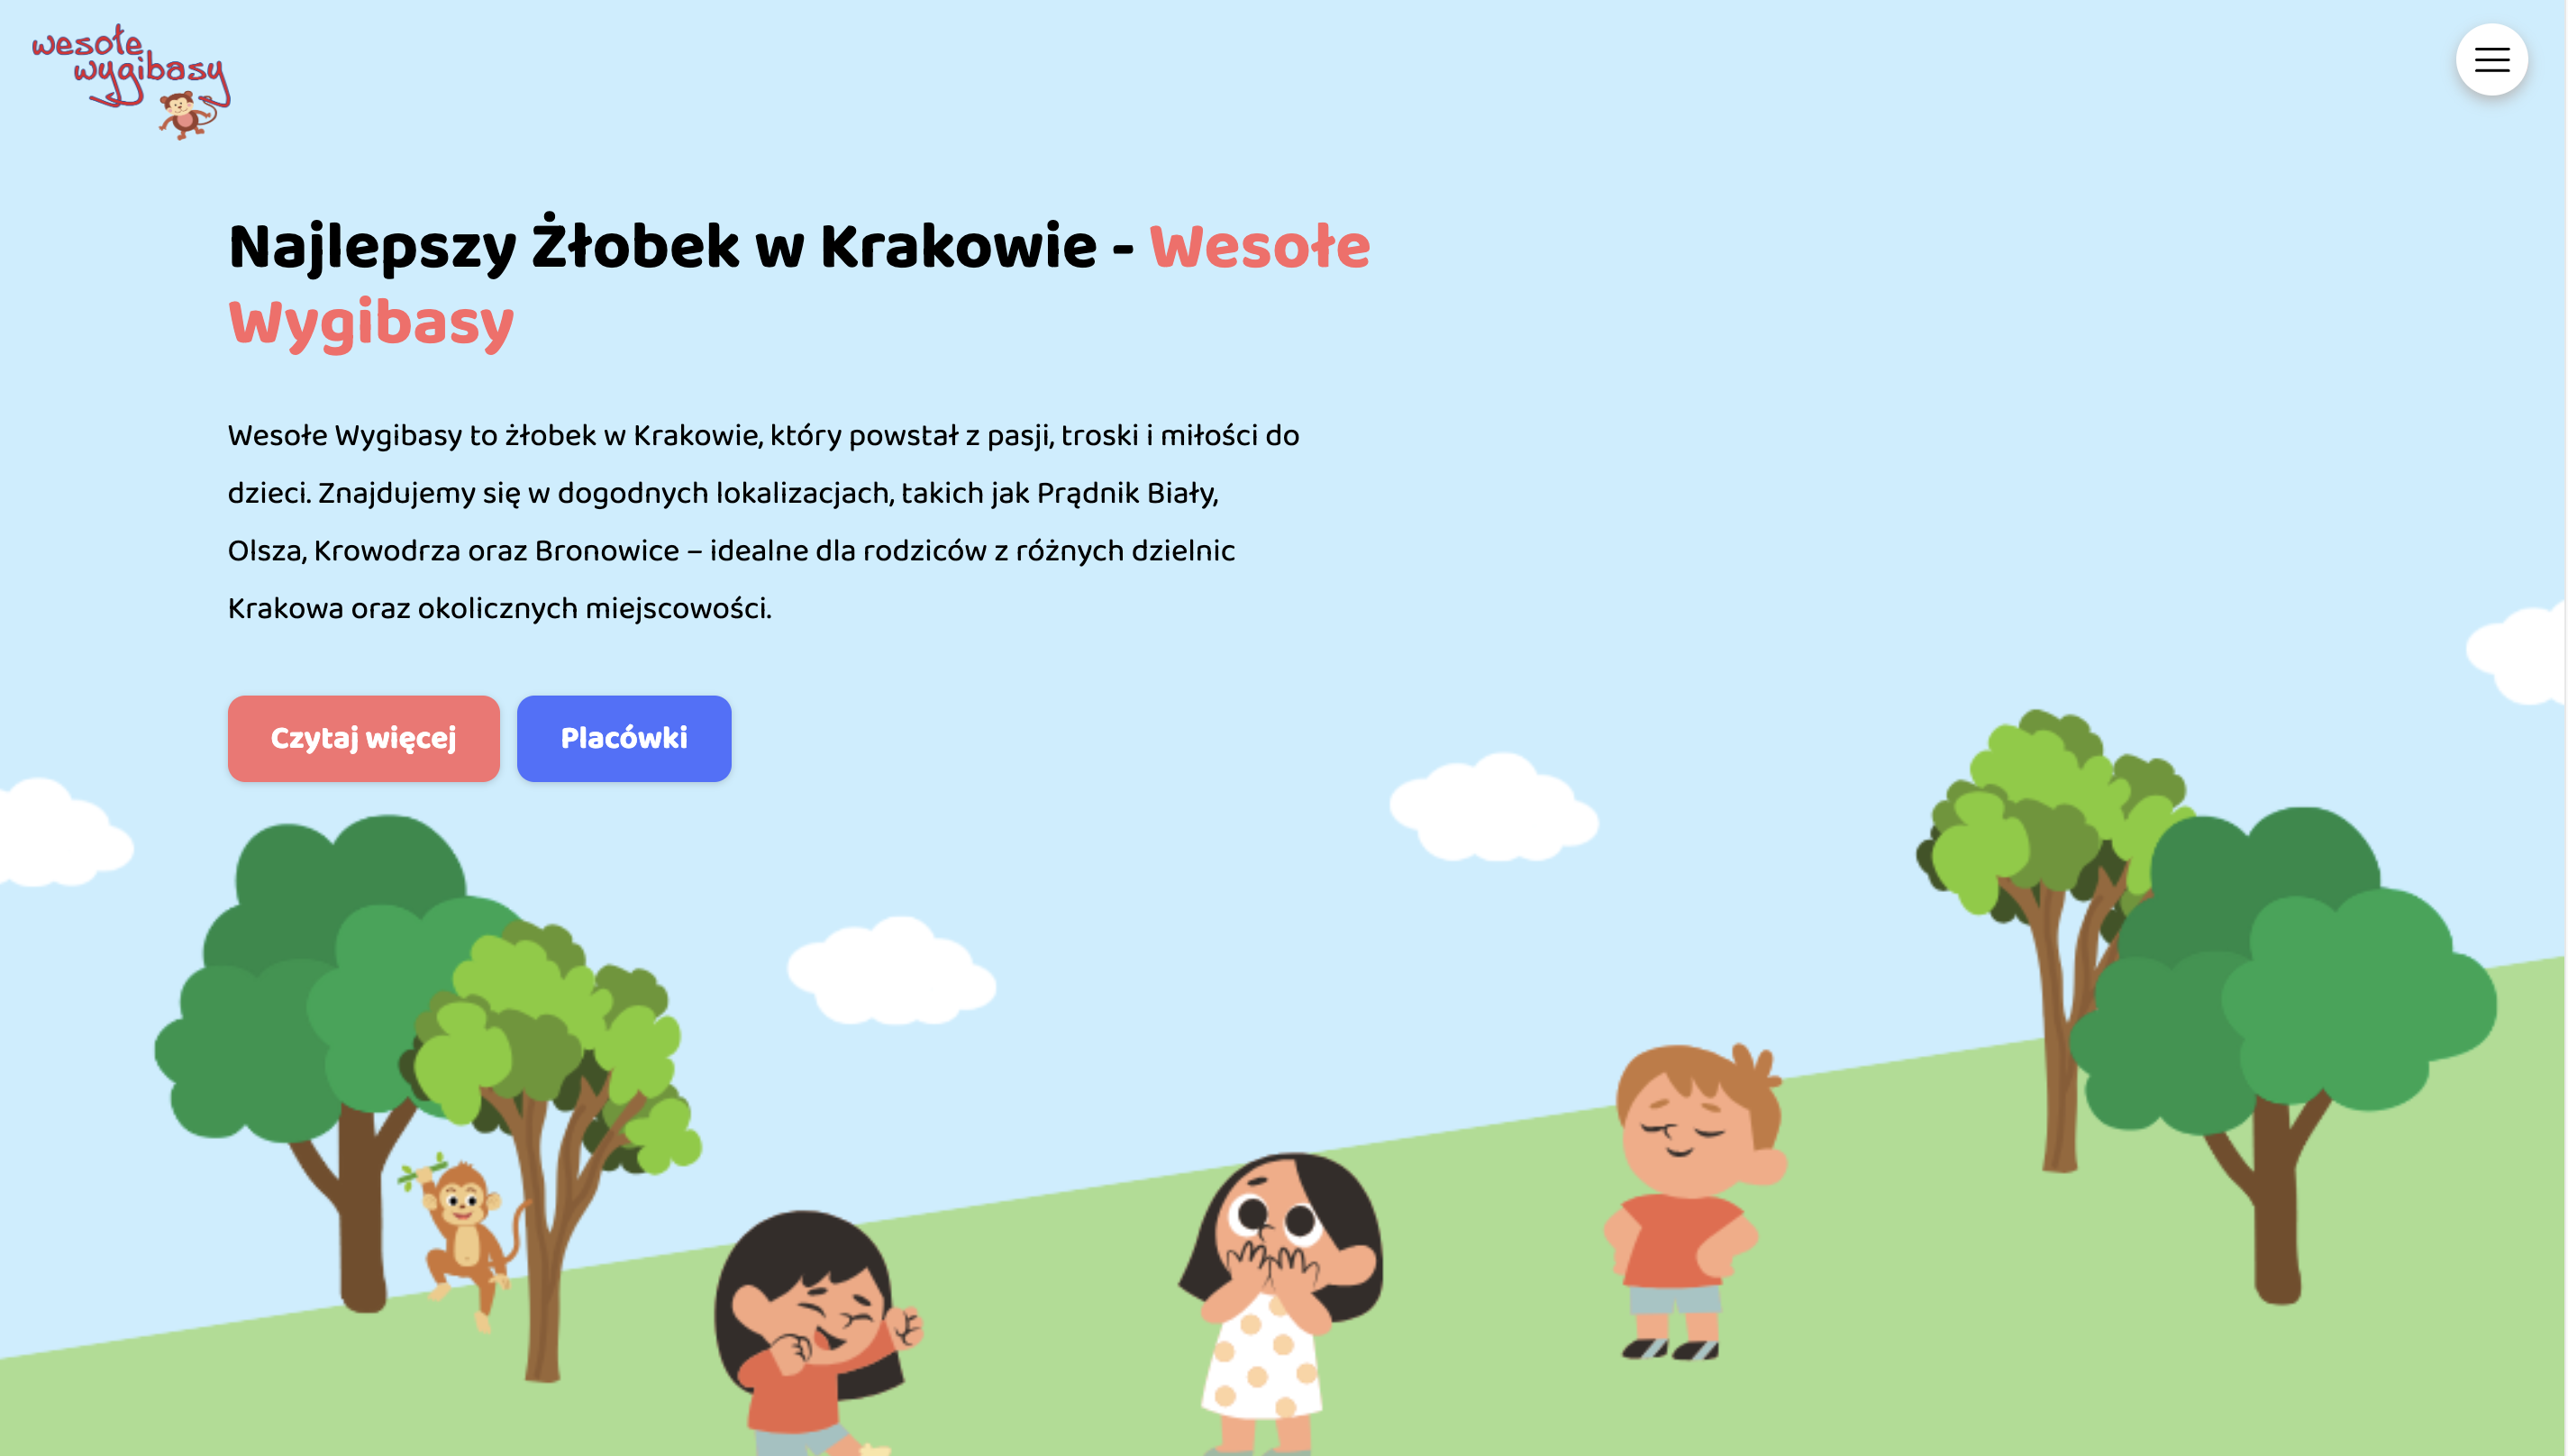 wesołe
wygibasy
Najlepszy Żłobek w Krakowie - Wesołe
Wygibasy
Wesołe Wygibasy to żłobek w Krakowie, który powstał z pasji, troski i miłości do
dzieci. Znajdujemy się w dogodnych lokalizacjach, takich jak Prądnik Biały,
Olsza, Krowodrza oraz Bronowice – idealne dla rodziców z różnych dzielnic
Krakowa oraz okolicznych miejscowości.
Czytaj więcej
Placówki